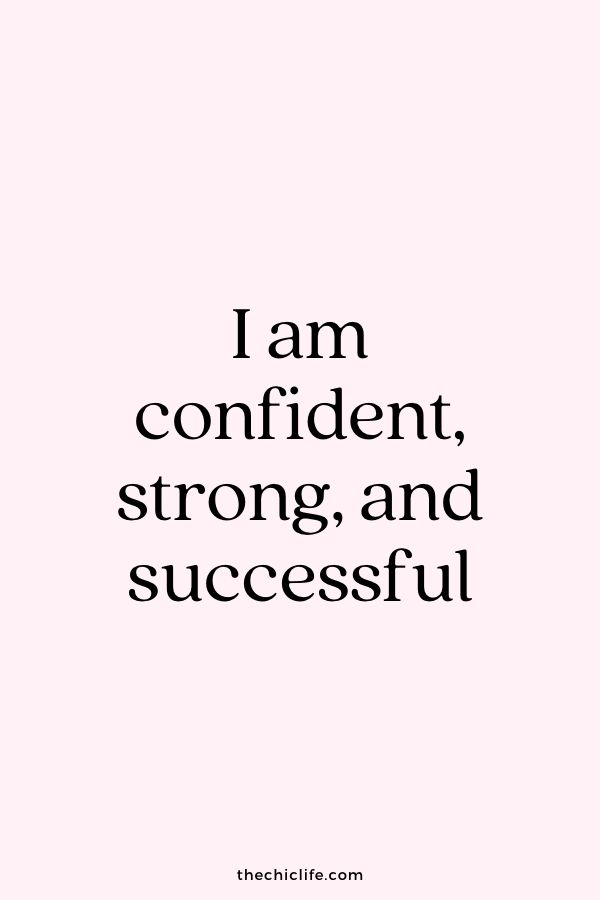 I am
confident,
strong, and
successful
thechiclife.com